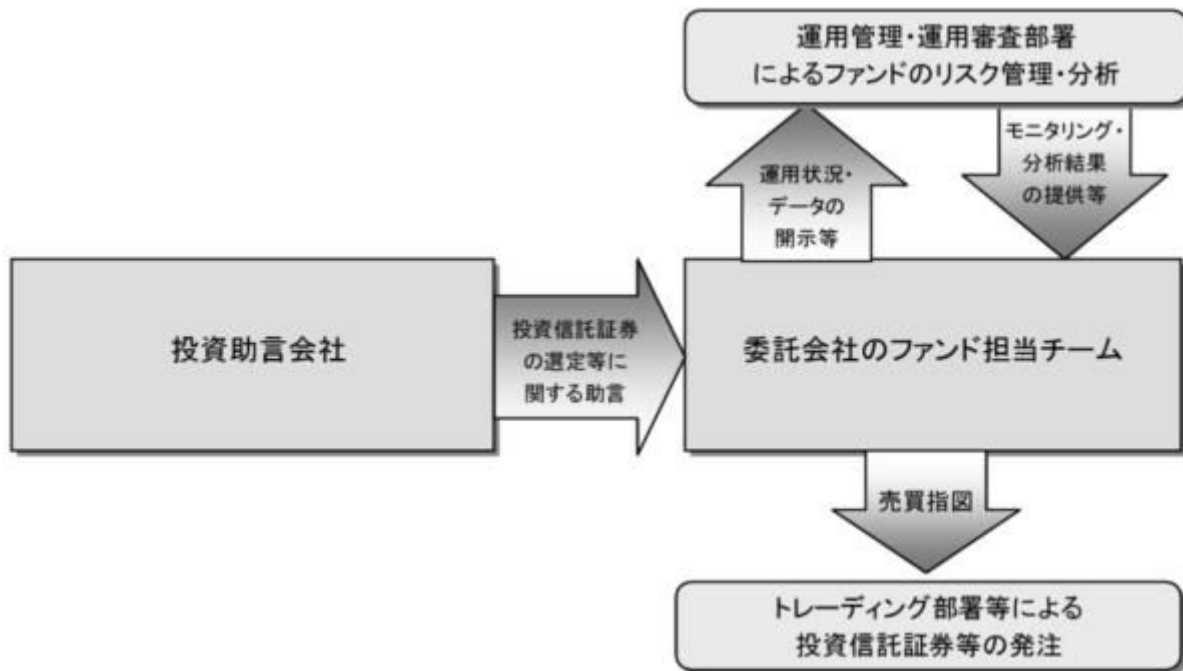 運用管理・運用審査部署
によるファンドのリスク管理・分析
運用状況・
データの
開示等
モニタリング・
分析結果
の提供等
投資助言会社
投資信託証券
の選定等に
関する助言
委託会社のファンド担当チーム
売買指図
トレーディング部署等による
投資信託証券等の発注